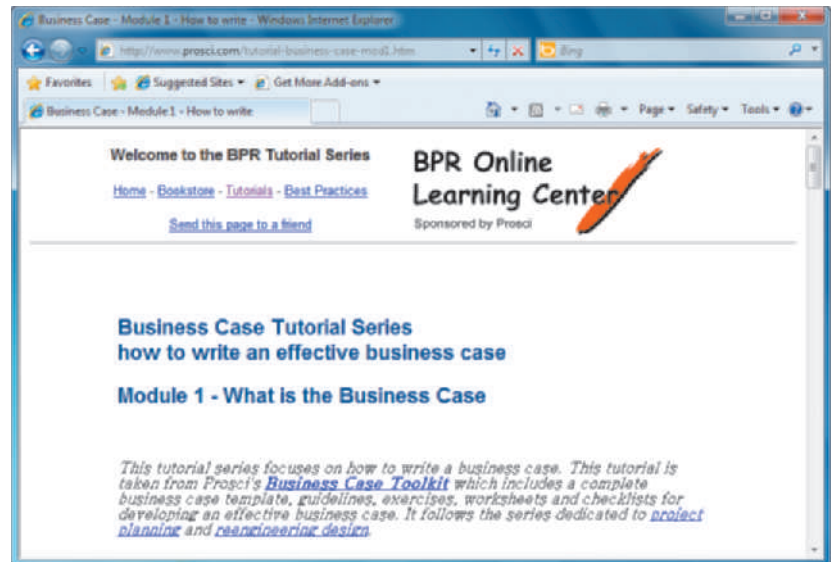 Business Case - Module 1 - How to write - Windows Internet Explorer
http://www.prosci.com/tutorial-business-case-mod1.htm
Bing
Favorites Suggested Sites Get More Add-ons
Business Case - Module 1 - How to write
Page Safety Tools
Welcome to the BPR Tutorial Series
Home - Bookstore - Tutorials - Best Practices
Send this page to a friend
BPR Online
Learning Center
Sponsored by Prosci
Business Case Tutorial Series
how to write an effective business case
Module 1 - What is the Business Case
This tutorial series focuses on how to write a business case. This tutorial is
taken from Prosci's Business Case Toolkit which includes a complete
business case template, guidelines, exercises, worksheets and checklists for
developing an effective business case. It follows the series dedicated to project
planning and reengineering design.